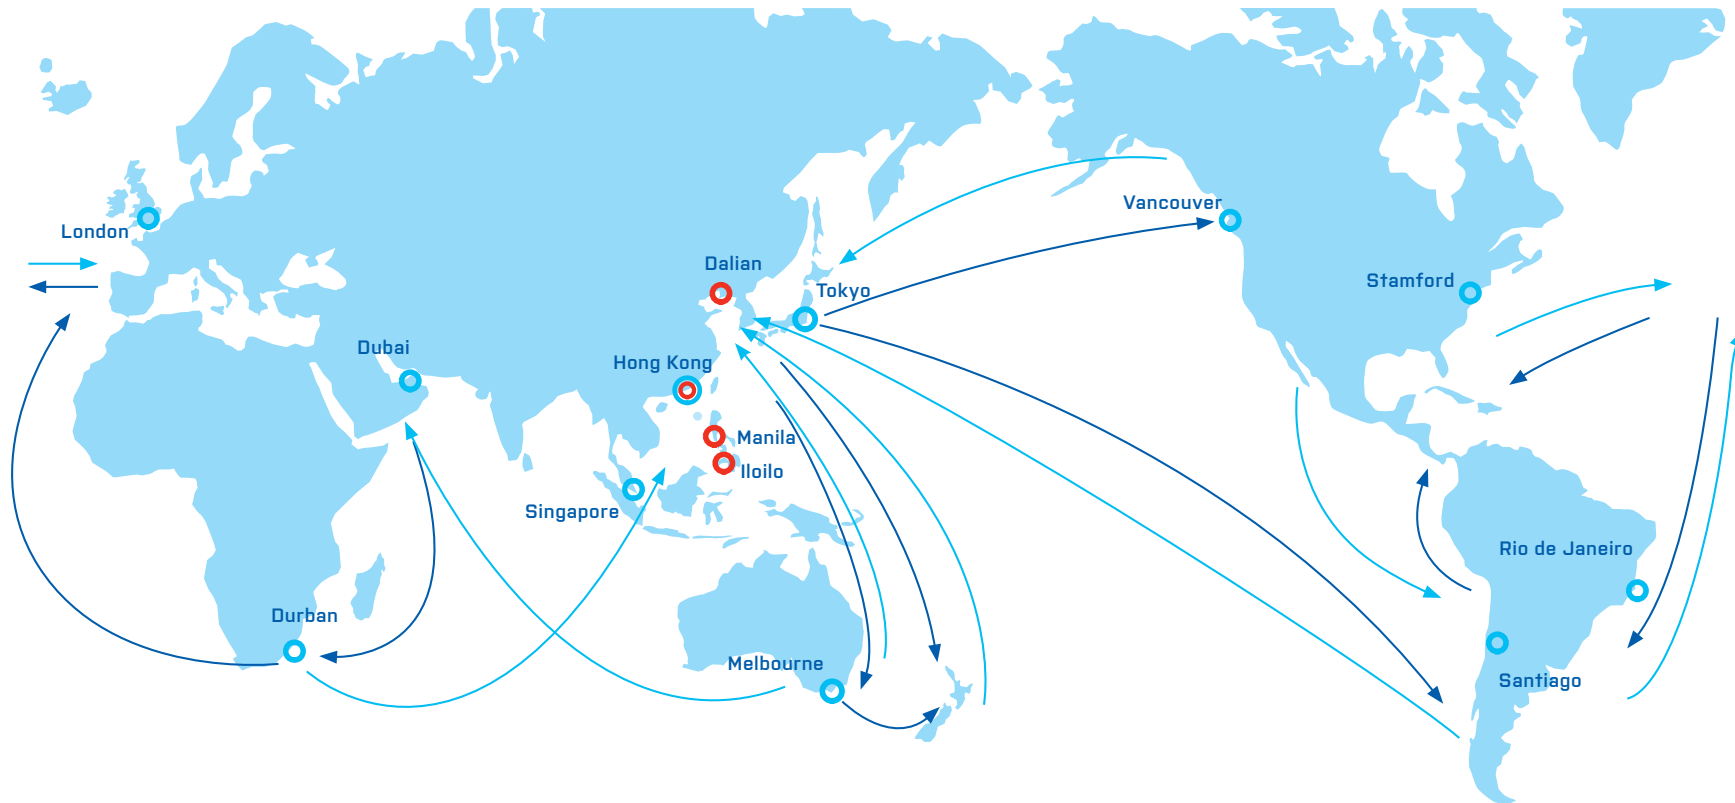 London
Vancouver
Dalian
Stamford
Tokyo
Dubai
Hong Kong
Manila
Iloilo
Singapore
Rio de Janeiro
Durban
Melbourne
Santiago